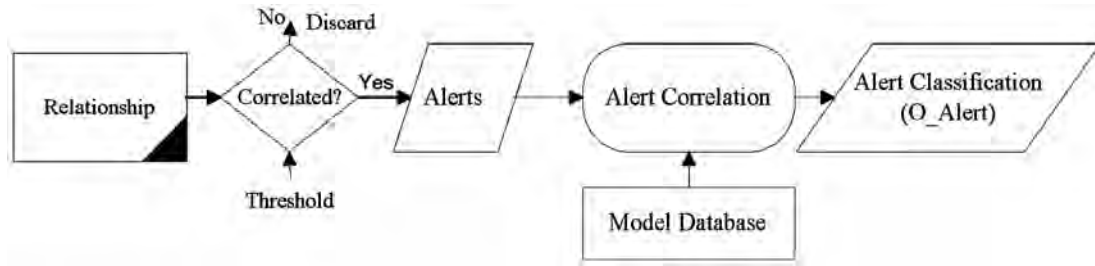 No
Discard
Relationship
Correlated?
Yes
Alerts
Alert Correlation
Alert Classification
(O_Alert)
Threshold
Model Database